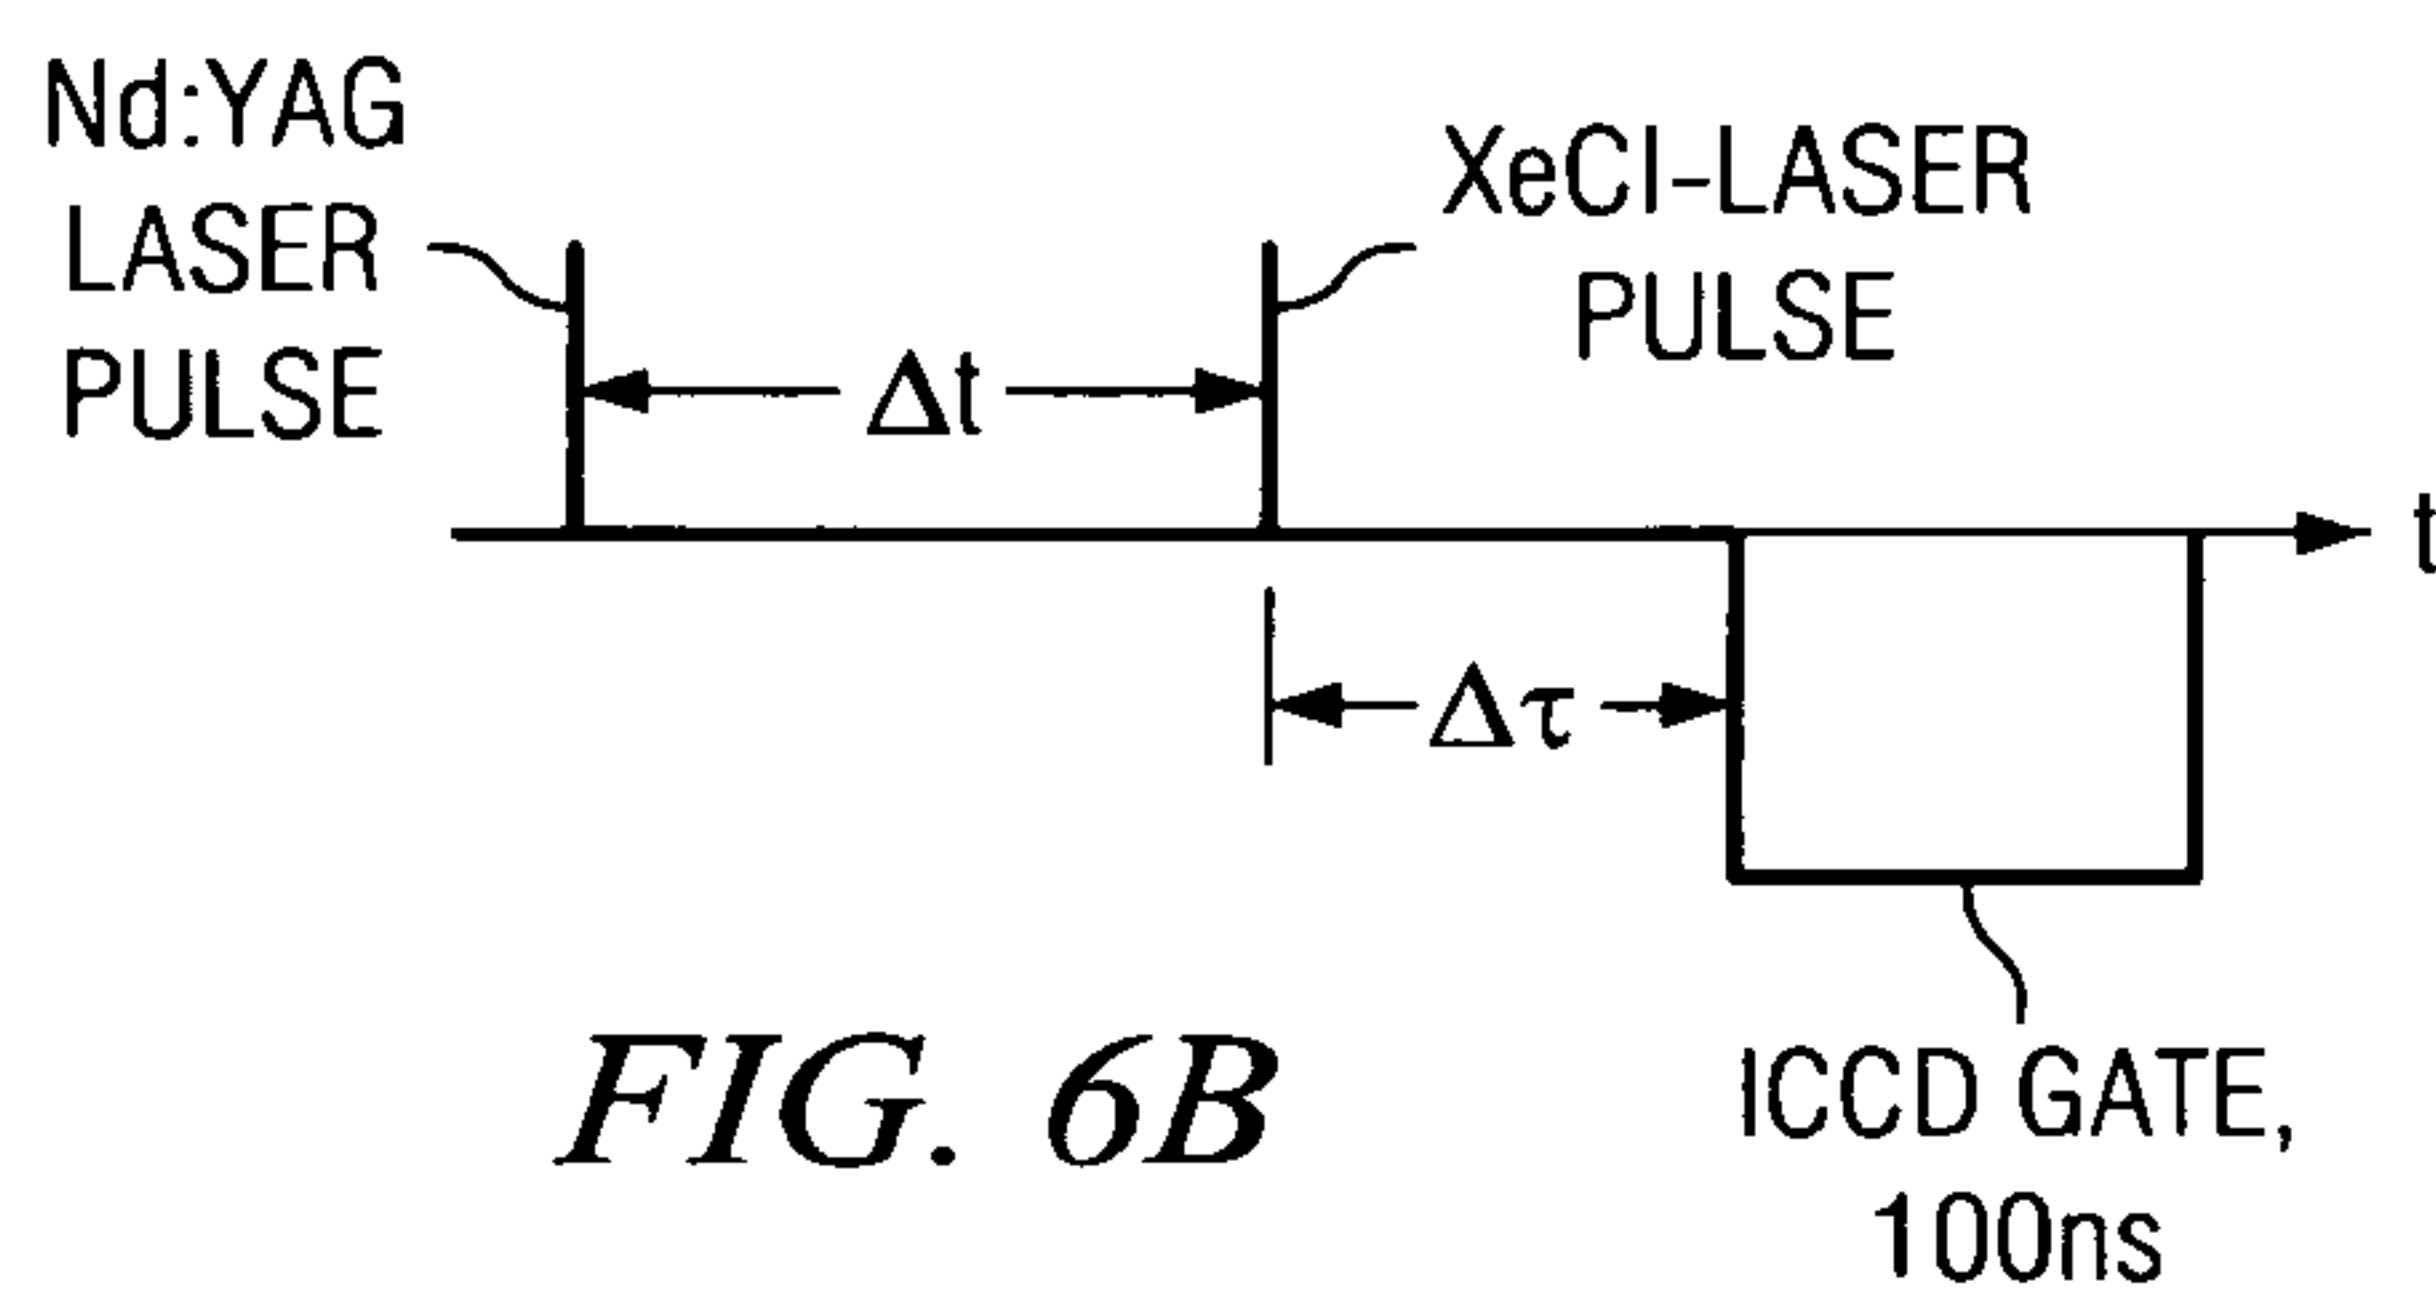 Nd:YAG
LASER
PULSE
XeCl-LASER
PULSE
Δt
t
Δτ
ICCD GATE,
100ns
FIG. 6B